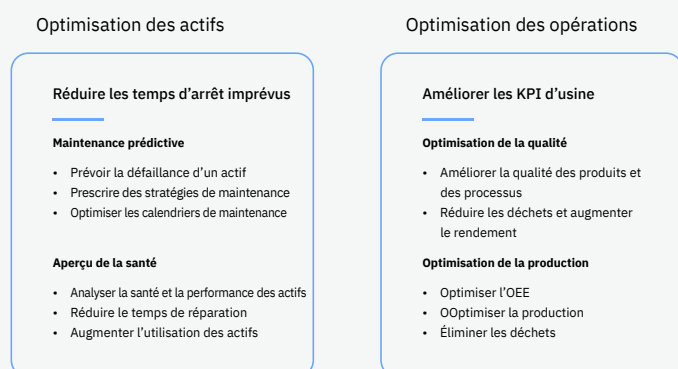 Optimisation des actifs
Réduire les temps d'arrêt imprévus
Maintenance prédictive
• Prévoir la défaillance d'un actif
• Prescrire des stratégies de maintenance
• Optimiser les calendriers de maintenance
Aperçu de la santé
• Analyser la santé et la performance des actifs
• Réduire le temps de réparation
• Augmenter l'utilisation des actifs
Optimisation des opérations
Améliorer les KPI d'usine
Optimisation de la qualité
• Améliorer la qualité des produits et
des processus
• Réduire les déchets et augmenter
le rendement
Optimisation de la production
• Optimiser l'OEE
• OOptimiser la production
• Éliminer les déchets